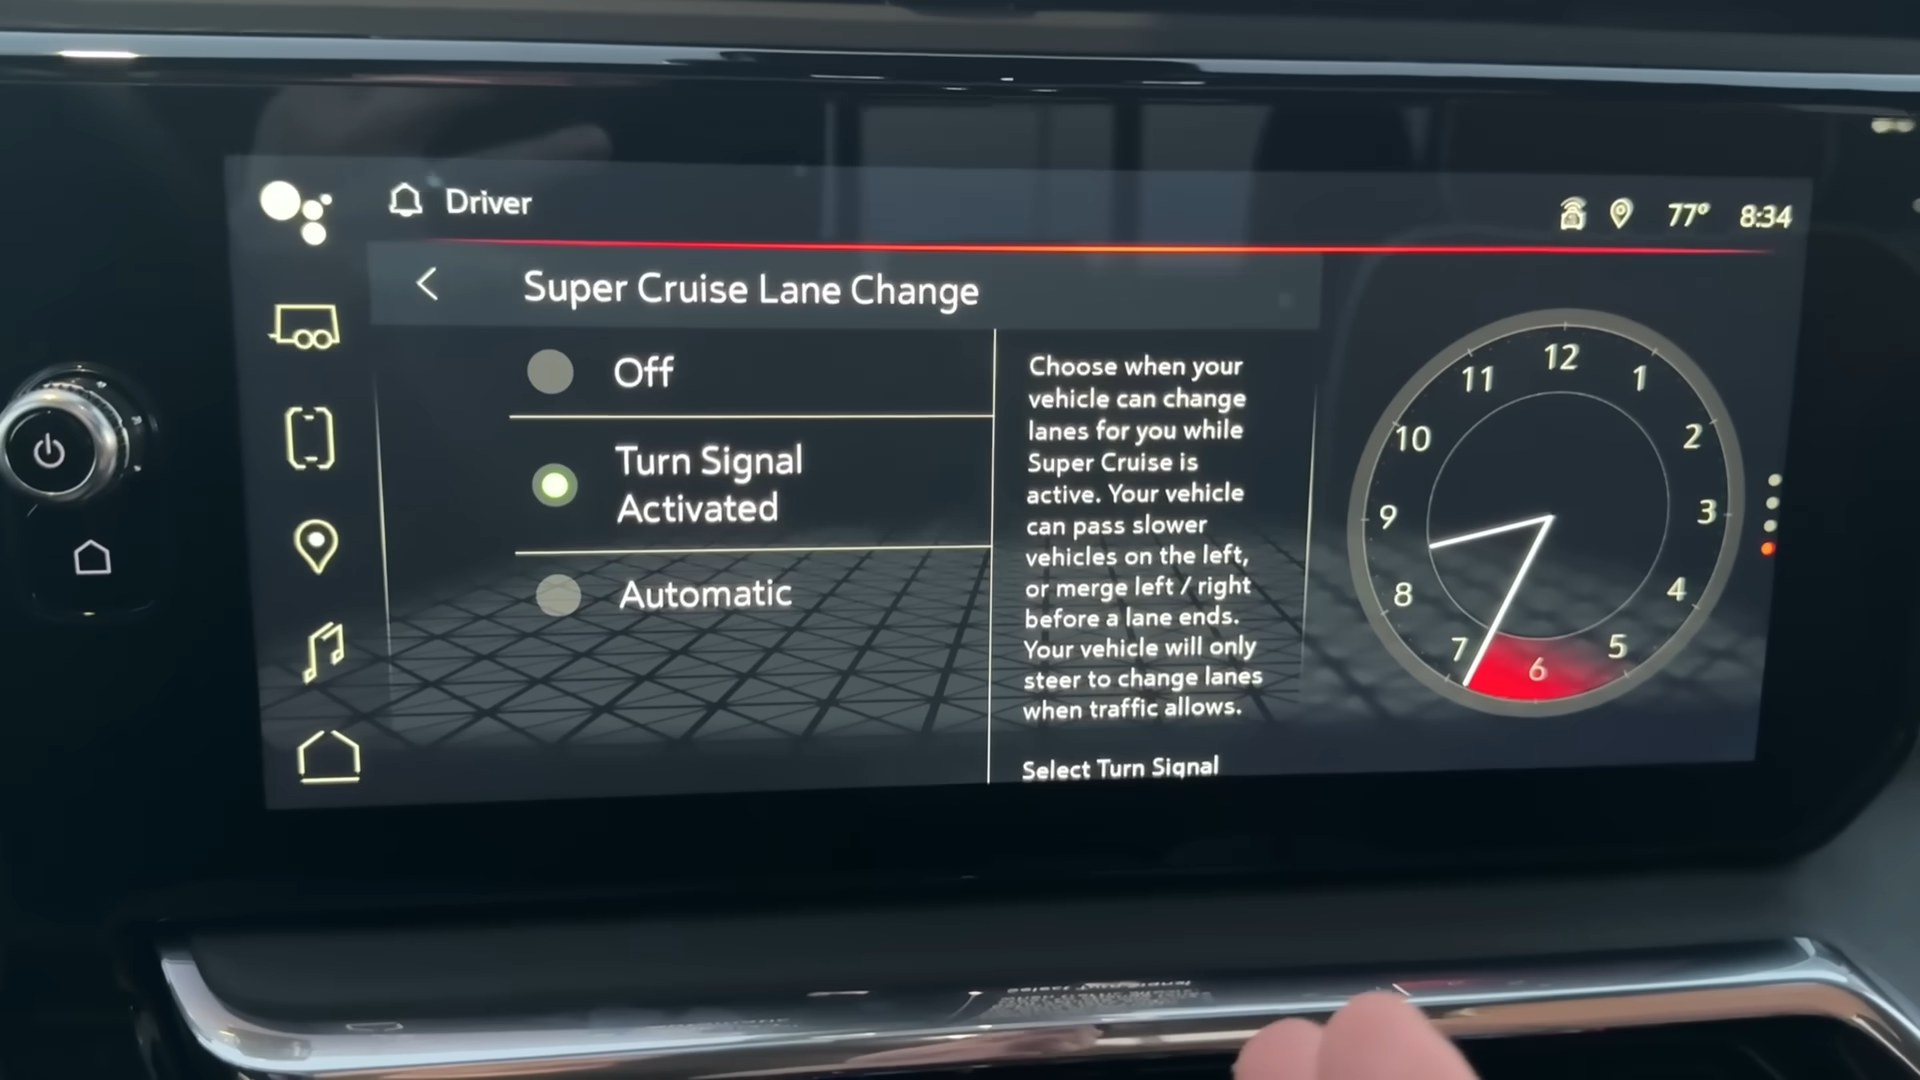 Driver
77° 8:34
Super Cruise Lane Change
Off
Turn Signal
Activated
Automatic
Choose when your
vehicle can change
lanes for you while
Super Cruise is
active. Your vehicle
can pass slower
vehicles on the left,
or merge left / right
before a lane ends.
Your vehicle will only
steer to change lanes
when traffic allows.
Select Turn Signal
12
1
2
3
4
5
6
7
8
9
10
11